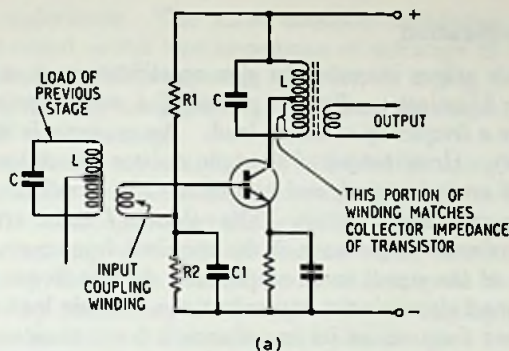 +
LOAD OF
PREVIOUS
STAGE
C
L
R1
C
L
OUTPUT
THIS PORTION OF
WINDING MATCHES
COLLECTOR IMPEDANCE
OF TRANSISTOR
INPUT
COUPLING
WINDING
R2
C1
−
(a)